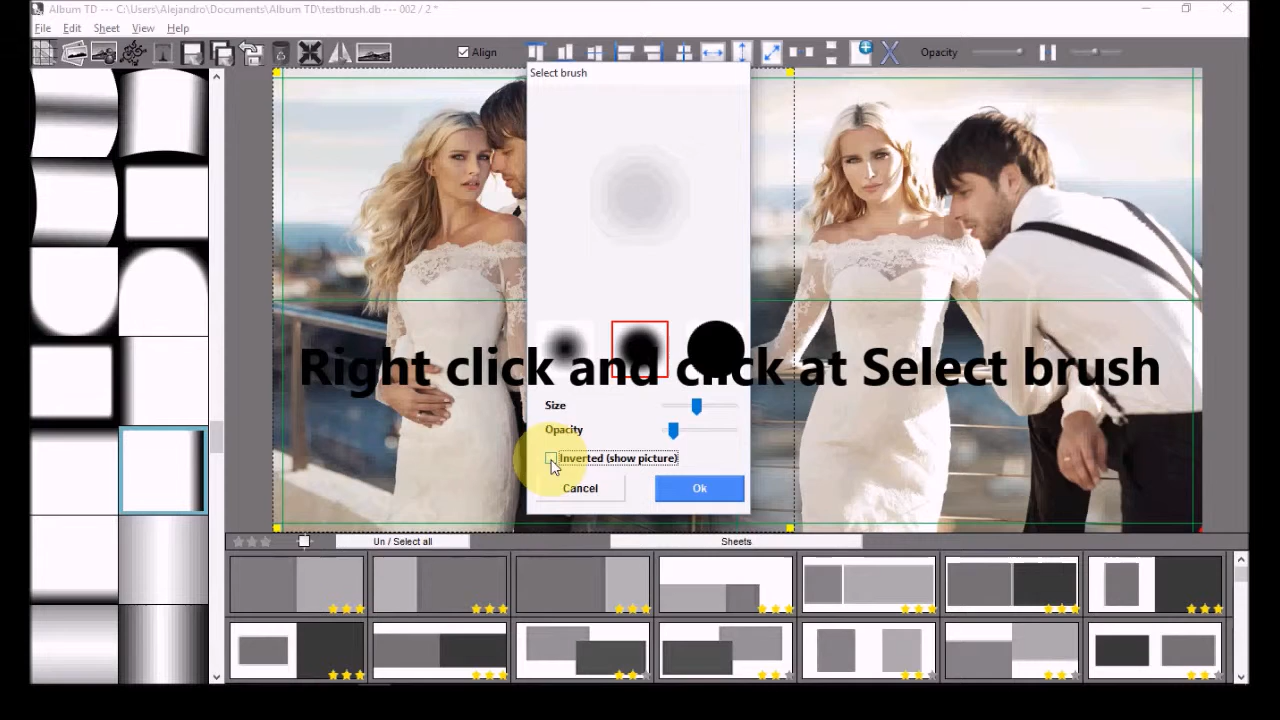 Album TD --- C:\Users\Alejandro\Documents\Album TD\testbrush.db --- 002 / 2 *
File Edit Sheet View Help
Align
Opacity
Select brush
Right click and click at Select brush
Size
Opacity
Inverted (show picture)
Cancel Ok
Un / Select all Sheets